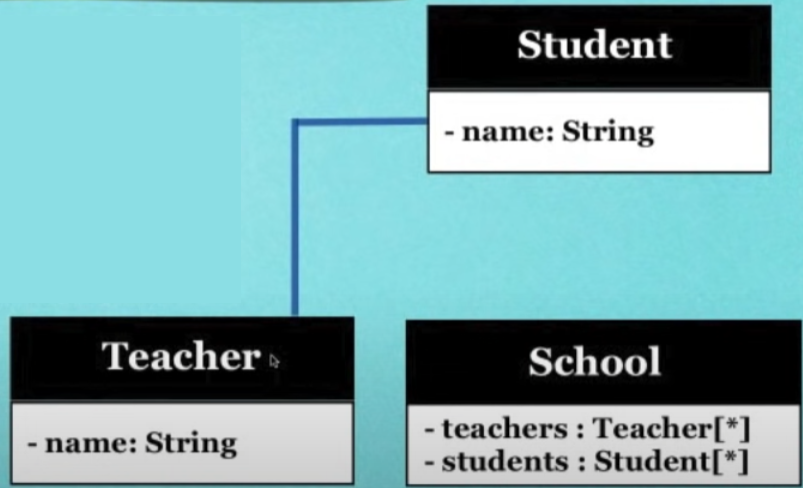 Student
- name: String
Teacher
- name: String
School
- teachers : Teacher[*]
- students : Student[*]